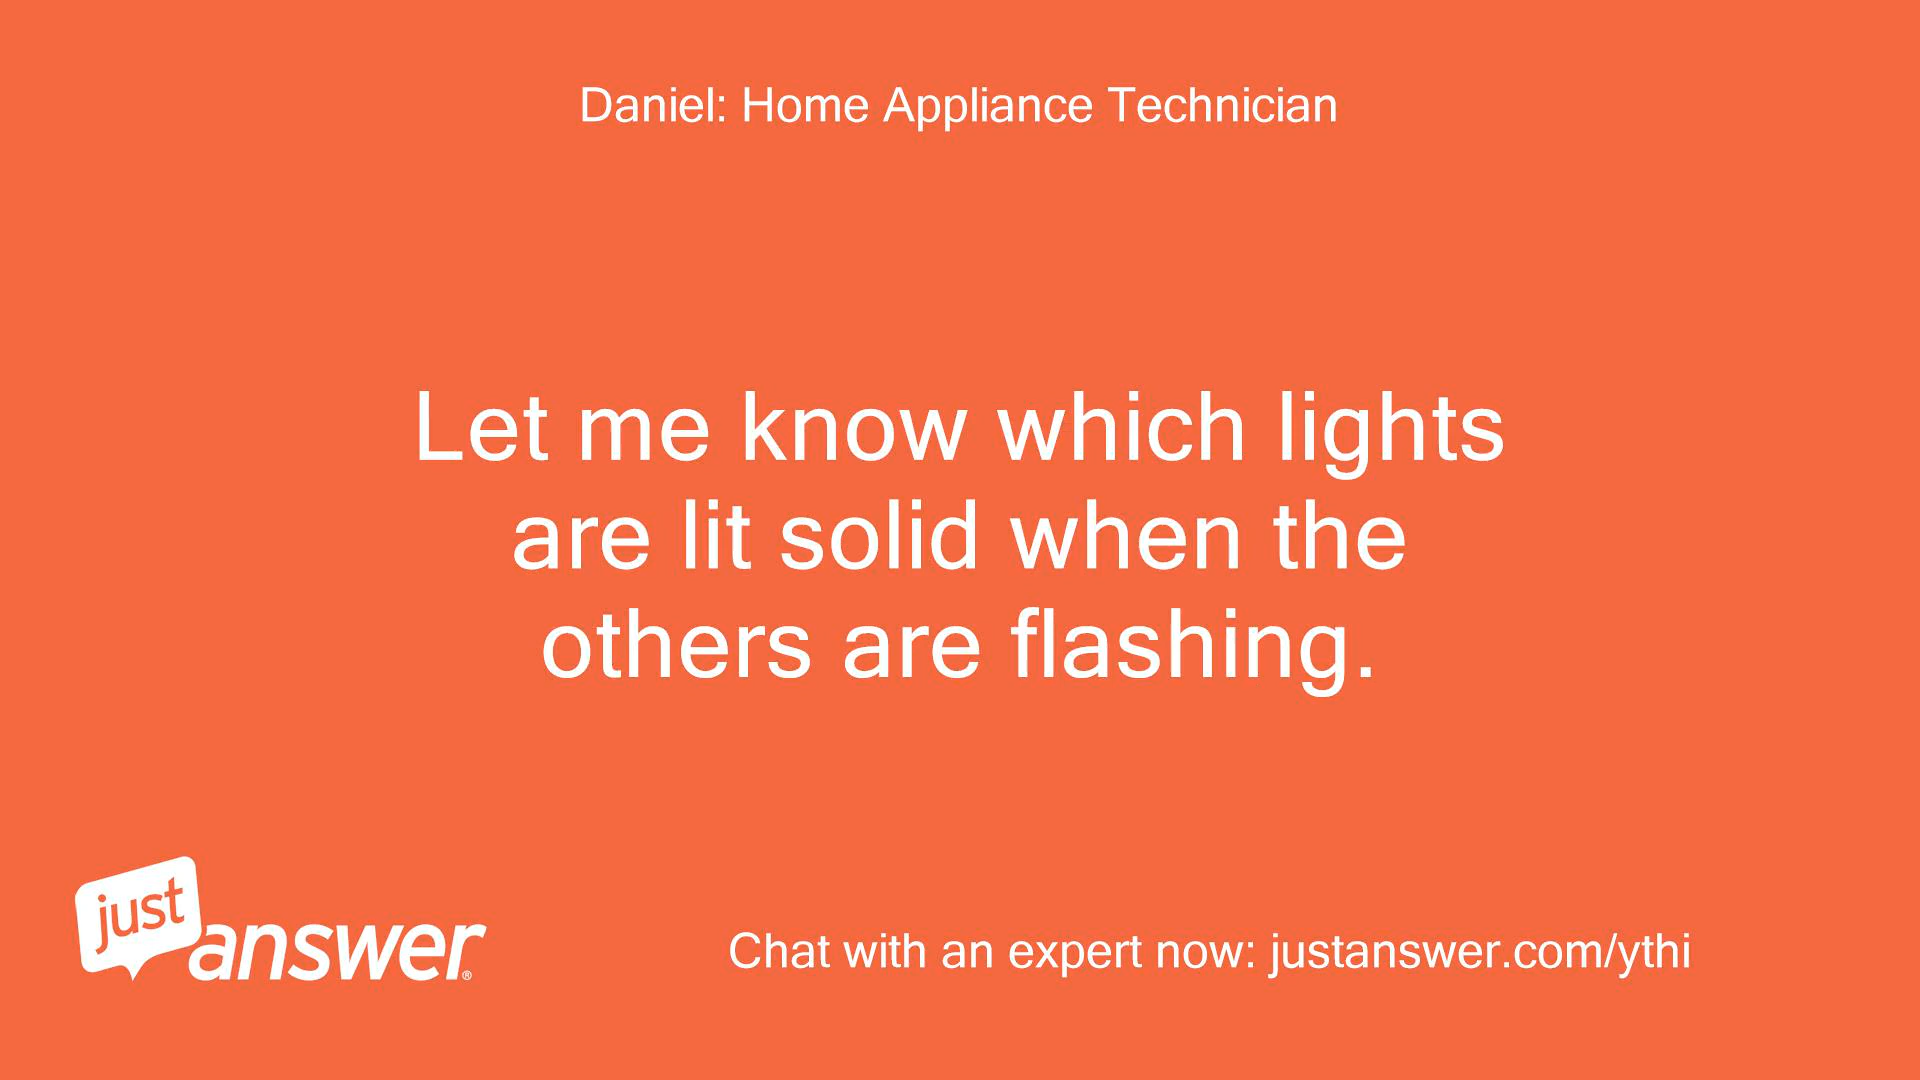 Daniel: Home Appliance Technician
Let me know which lights
are lit solid when the
others are flashing.
just
answer®
Chat with an expert now: justanswer.com/ythi